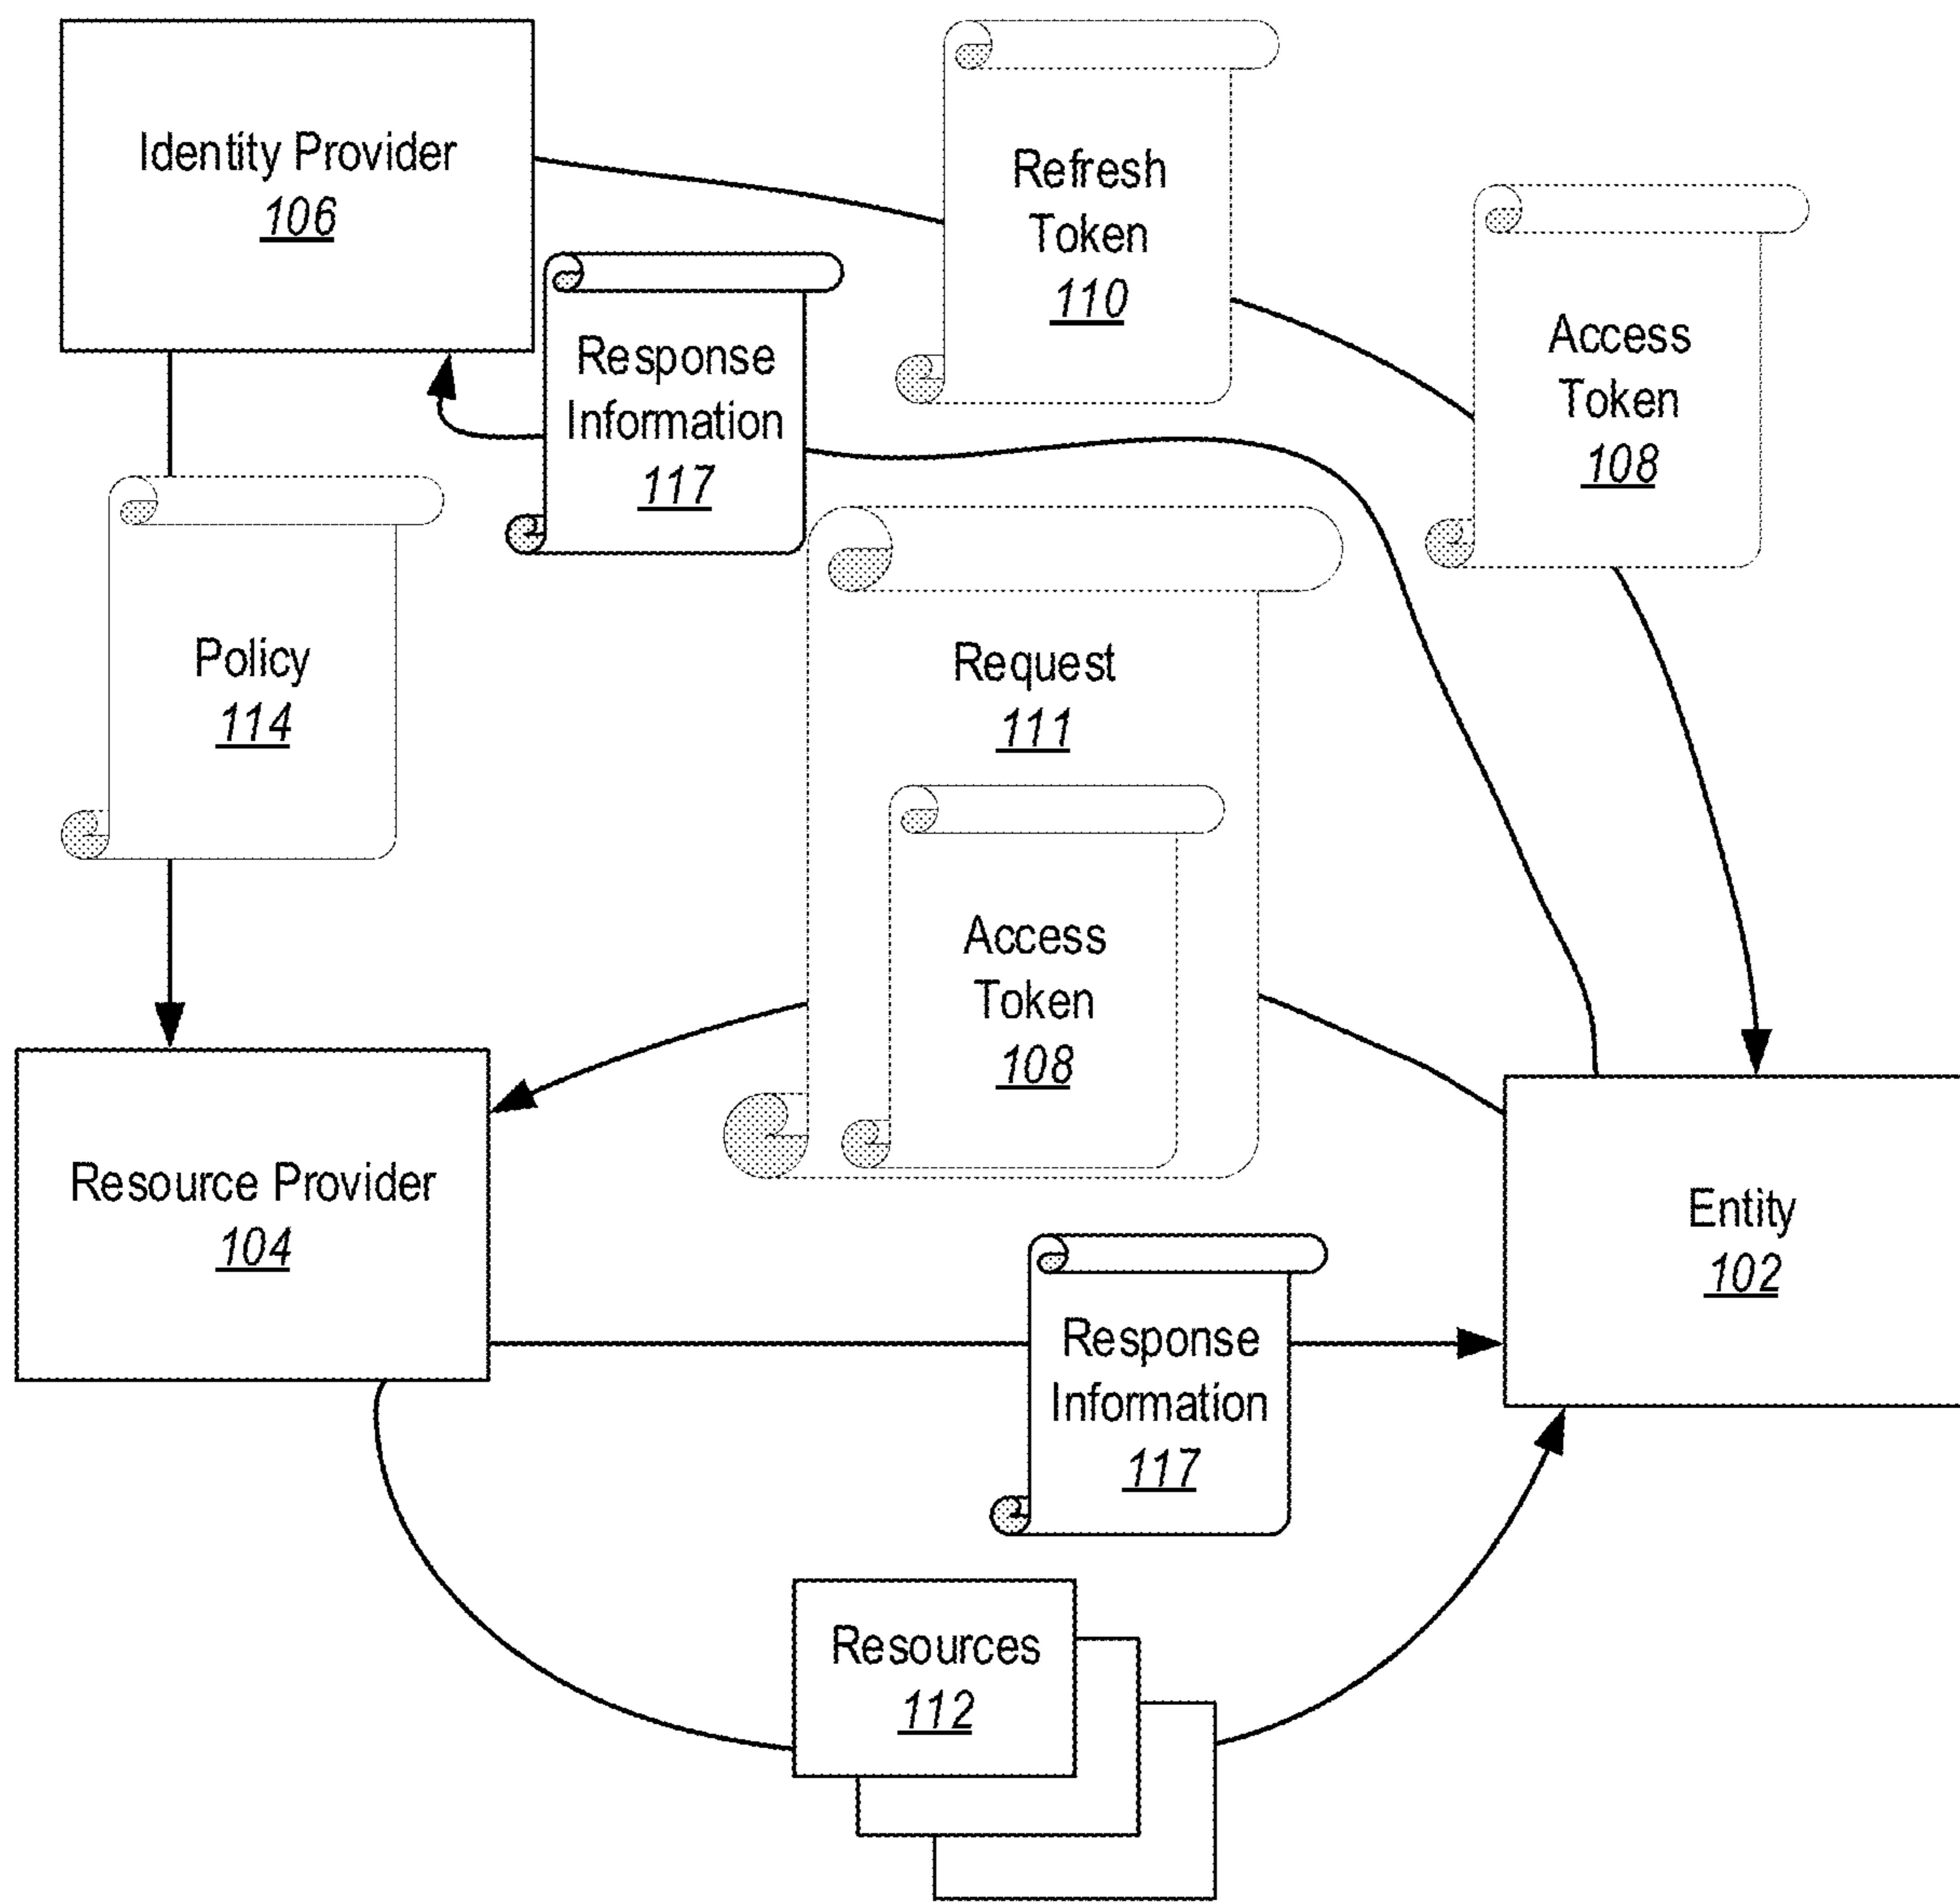 Identity Provider
106
Refresh
Token
110
Access
Token
108
Response
Information
117
Policy
114
Request
111
Access
Token
108
Resource Provider
104
Entity
102
Response
Information
117
Resources
112